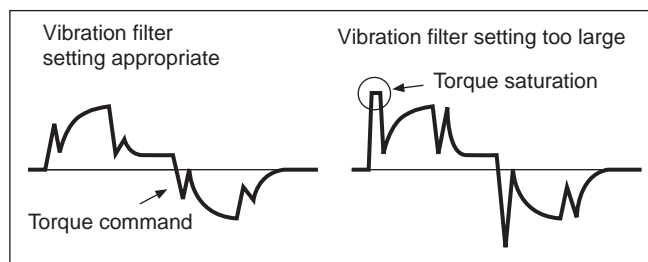 Vibration filter
setting appropriate
Torque command
Vibration filter setting too large
Torque saturation